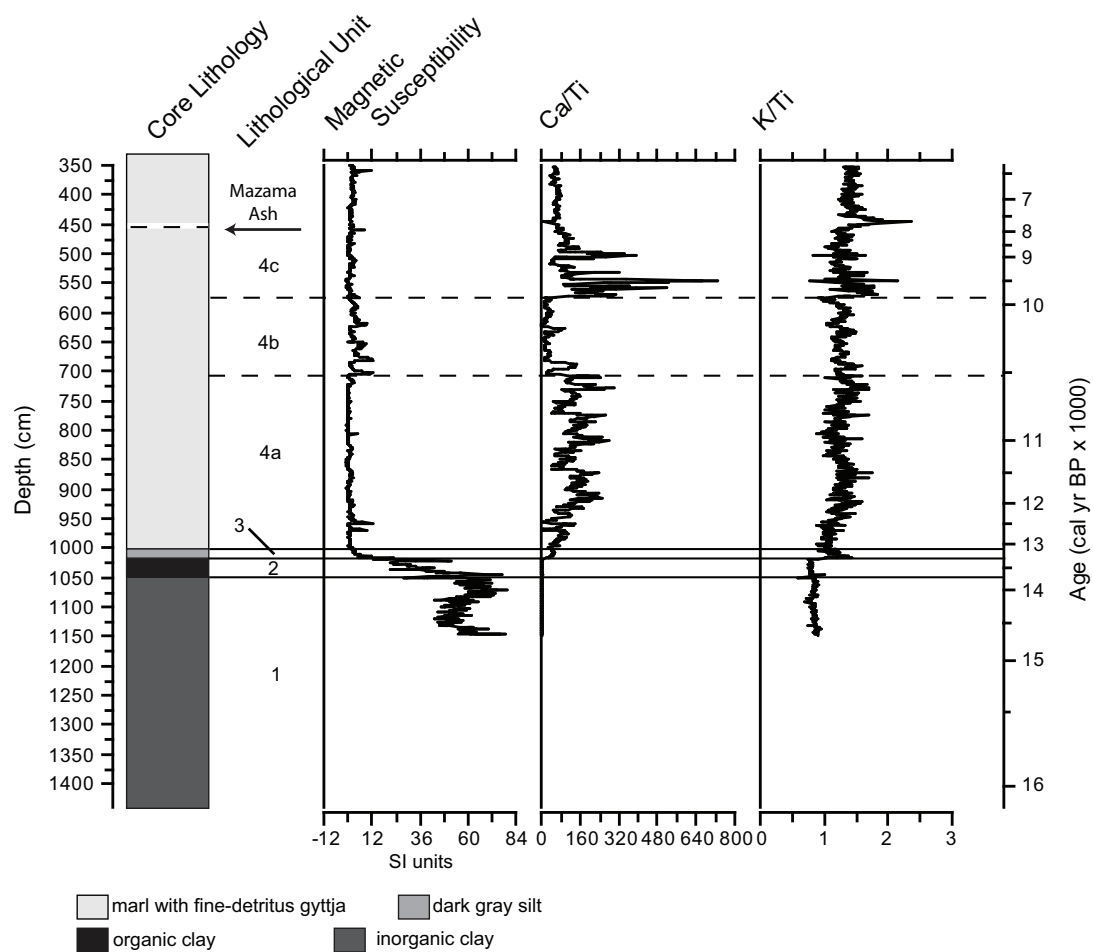 Core Lithology
Lithological Unit
Magnetic
Susceptibility
Ca/Ti
K/Ti
Depth (cm)
350
400
450
500
550
600
650
700
750
800
850
900
950
1000
1050
1100
1150
1200
1250
1300
1350
1400
Mazama
Ash
4c
4b
4a
3
2
1
-12 12 36 60 84
SI units
0 160 320 480 640 800
0 1 2 3
7
8
9
10
11
12
13
14
15
16
Age (cal yr BP x 1000)
marl with fine-detritus gyttja
dark gray silt
organic clay
inorganic clay